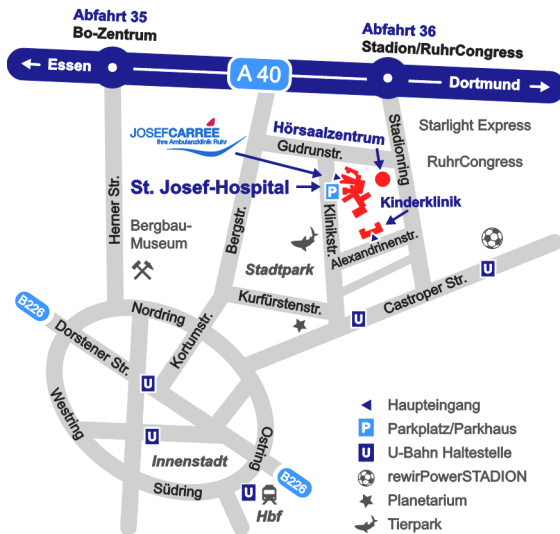 Abfahrt 35
Bo-Zentrum
Abfahrt 36
Stadion/RuhrCongress
Essen
A 40
Dortmund
JOSEFCARRÉE
Ihre Ambulanzklinik Ruhr
Hörsaalzentrum
Starlight Express
Gudrunstr.
Stadionring
RuhrCongress
St. Josef-Hospital
P
Kinderklinik
Herner Str.
Bergstr.
Klinikstr.
Bergbau-
Museum
Stadtpark
Alexandrinenstr.
U
Castroper Str.
B226
Nordring
Kurfürstenstr.
U
Dorstener Str.
Kortumstr.
U
Westring
U
Ostring
Innenstadt
B226
Südring
U
Hbf
Haupteingang
P Parkplatz/Parkhaus
U U-Bahn Haltestelle
rewirPowerSTADION
Planetarium
Tierpark